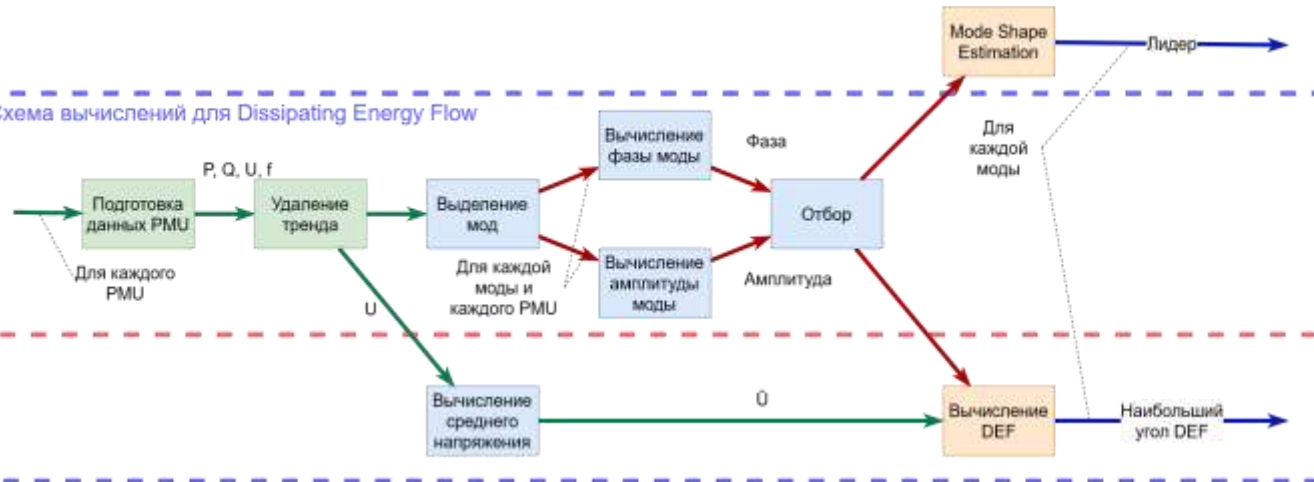 Mode Shape
Estimation
Лидер
Схема вычислений для Dissipating Energy Flow
Для
каждой
моды
Вычисление
фазы моды
Фаза
P, Q, U, f
Подготовка
данных PMU
Удаление
тренда
Выделение
мод
Отбор
Для каждого
PMU
Для каждой
моды и
каждого PMU
Вычисление
амплитуды
моды
Амплитуда
U
Вычисление
среднего
напряжения
Ū
Вычисление
DEF
Наибольший
угол DEF